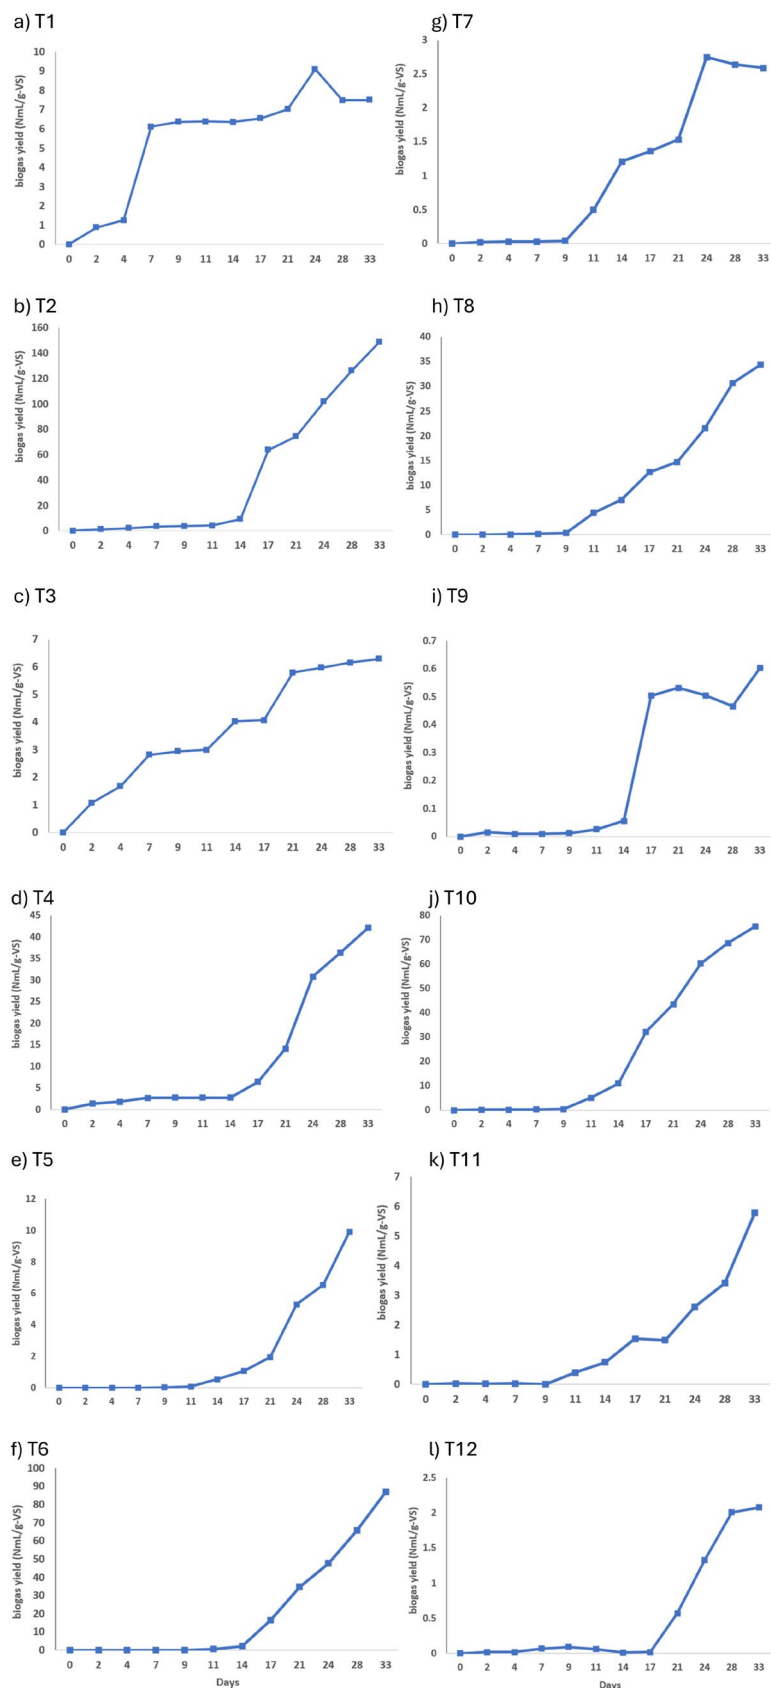 a) T1
biogas yield (NmL/g-VS)
10
9
8
7
6
5
4
3
2
1
0
0 2 4 7 9 11 14 17 21 24 28 33
g) T7
biogas yield (NmL/g-VS)
3
2.5
2
1.5
1
0.5
0
0 2 4 7 9 11 14 17 21 24 28 33
b) T2
biogas yield (NmL/g-VS)
160
140
120
100
80
60
40
20
0
0 2 4 7 9 11 14 17 21 24 28 33
h) T8
biogas yield (NmL/g-VS)
40
35
30
25
20
15
10
5
0
0 2 4 7 9 11 14 17 21 24 28 33
c) T3
biogas yield (NmL/g-VS)
7
6
5
4
3
2
1
0
0 2 4 7 9 11 14 17 21 24 28 33
i) T9
biogas yield (NmL/g-VS)
0.7
0.6
0.5
0.4
0.3
0.2
0.1
0
0 2 4 7 9 11 14 17 21 24 28 33
d) T4
biogas yield (NmL/g-VS)
45
40
35
30
25
20
15
10
5
0
0 2 4 7 9 11 14 17 21 24 28 33
j) T10
biogas yield (NmL/g-VS)
80
70
60
50
40
30
20
10
0
0 2 4 7 9 11 14 17 21 24 28 33
e) T5
biogas yield (NmL/g-VS)
12
10
8
6
4
2
0
0 2 4 7 9 11 14 17 21 24 28 33
k) T11
biogas yield (NmL/g-VS)
7
6
5
4
3
2
1
0
0 2 4 7 9 11 14 17 21 24 28 33
f) T6
biogas yield (NmL/g-VS)
100
90
80
70
60
50
40
30
20
10
0
0 2 4 7 9 11 14 17 21 24 28 33
Days
l) T12
biogas yield (NmL/g-VS)
2.5
2
1.5
1
0.5
0
0 2 4 7 9 11 14 17 21 24 28 33
Days